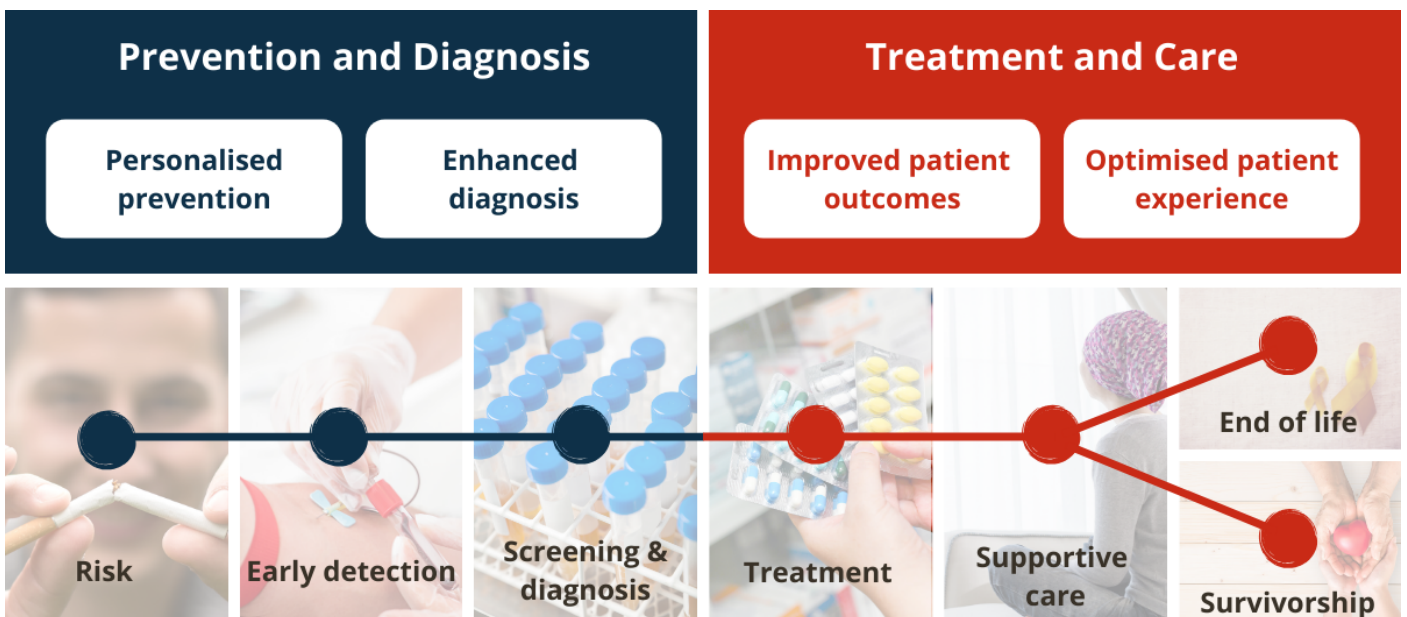 Prevention and Diagnosis
Personalised
prevention
Enhanced
diagnosis
Treatment and Care
Improved patient
outcomes
Optimised patient
experience
Risk
Early detection
Screening &
diagnosis
Treatment
Supportive
care
End of life
Survivorship